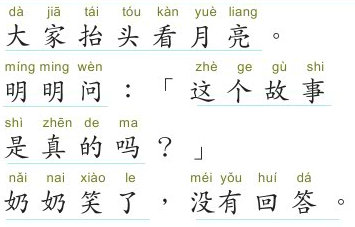 dà jiā tái tóu kàn yuè liang
大家抬头看月亮。
míng ming wèn zhè ge gù shi
明明问：「这个故事
shì zhēn de ma
是真的吗？」
nǎi nai xiào le méi yǒu huí dá
奶奶笑了，没有回答。